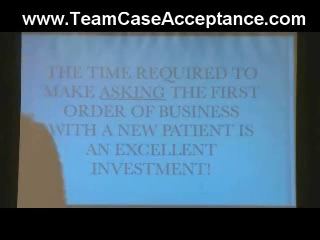 www.TeamCaseAcceptance.com
THE TIME REQUIRED TO
MAKE ASKING THE FIRST
ORDER OF BUSINESS
WITH A NEW PATIENT IS
AN EXCELLENT
INVESTMENT!